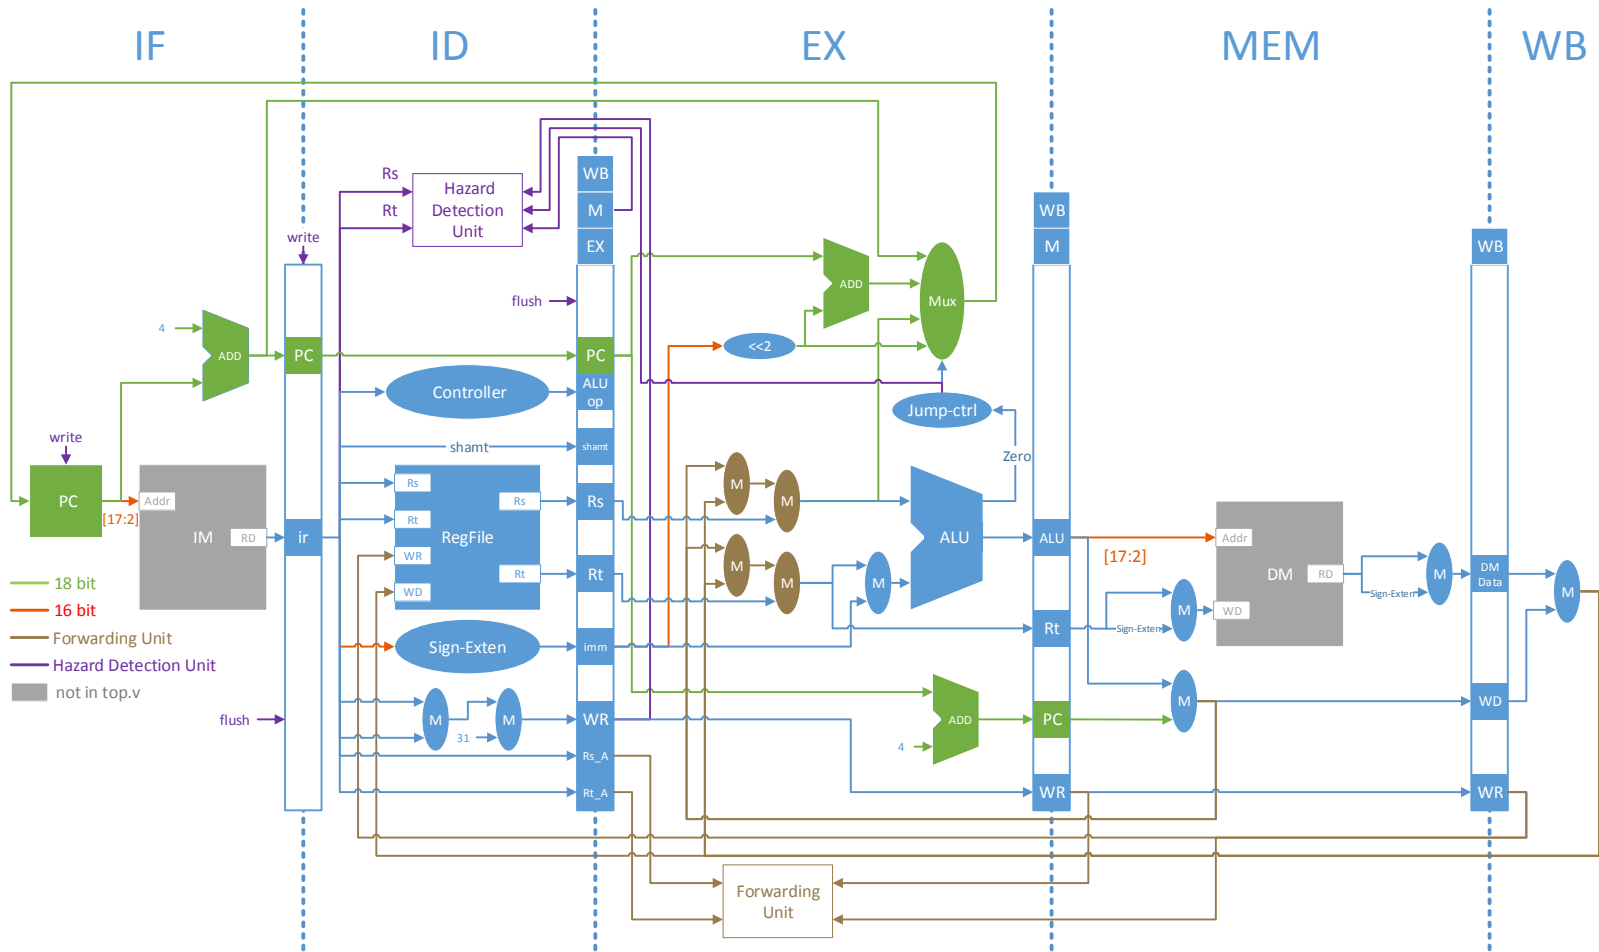 IF
ID
EX
MEM
WB
Rs
Rt
Hazard
Detection
Unit
WB
M
EX
WB
M
WB
write
flush
4
ADD
PC
PC
ADD
Mux
<<2
Controller
ALU
op
Jump-ctrl
write
shamt
shamt
Zero
PC
[17:2]
Addr
IM
RD
ir
Rs
Rt
WR
WD
RegFile
Rs
Rt
Rs
Rt
M
M
M
M
M
ALU
ALU
[17:2]
Addr
DM
RD
WD
Sign-Exten
M
Sign-Exten
M
DM
Data
M
18 bit
16 bit
Forwarding Unit
Hazard Detection Unit
not in top.v
Sign-Exten
imm
Rt
flush
M
31
M
WR
Rs_A
Rt_A
ADD
4
PC
M
WD
WR
WR
Forwarding
Unit